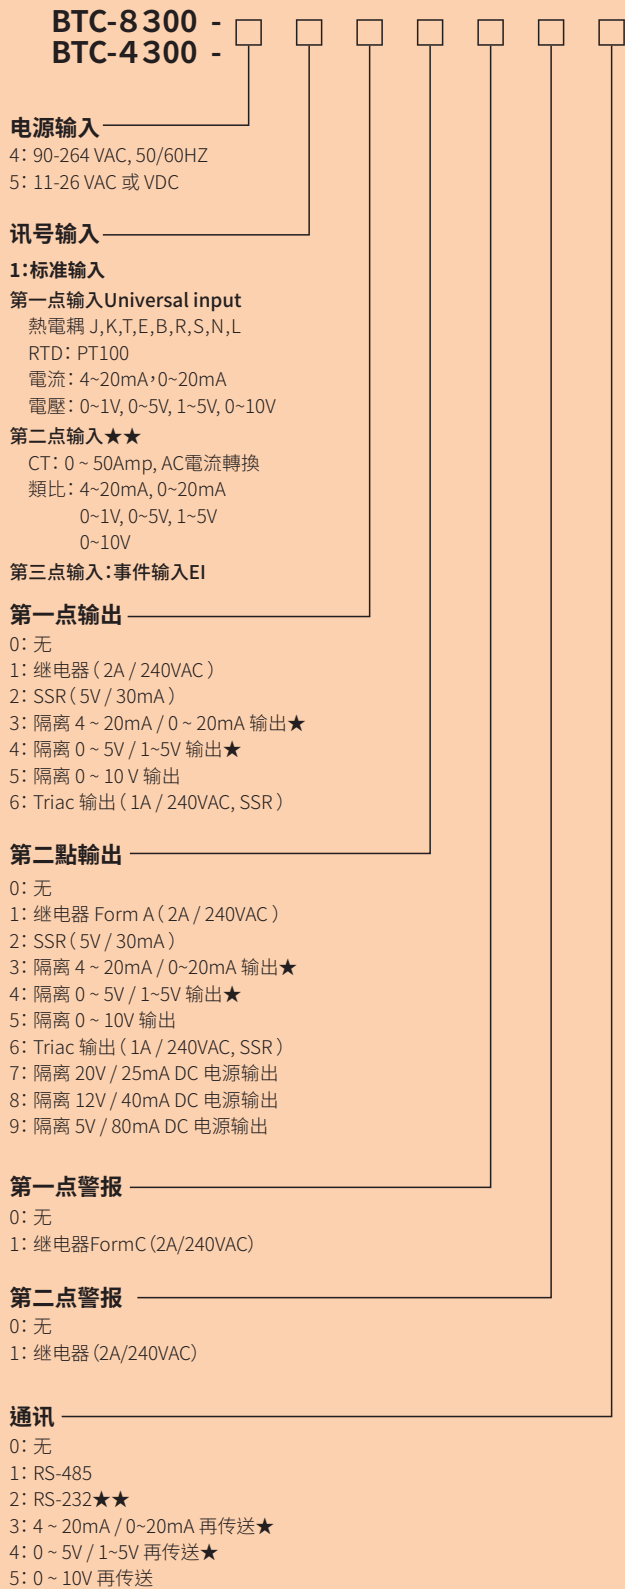 BTC-8300 -
BTC-4300 -
电源输入
4：90-264 VAC, 50/60HZ
5：11-26 VAC 或 VDC
讯号输入
1：标准输入
第一点输入Universal input
熱電耦 J,K,T,E,B,R,S,N,L
RTD：PT100
電流：4~20mA，0~20mA
電壓：0~1V, 0~5V, 1~5V, 0~10V
第二点输入★★
CT：0 ~ 50Amp, AC電流轉換
類比：4~20mA, 0~20mA
0~1V, 0~5V, 1~5V
0~10V
第三点输入：事件输入EI
第一点输出
0：无
1：继电器（2A / 240VAC）
2：SSR（5V / 30mA）
3：隔离 4 ~ 20mA / 0 ~ 20mA 输出★
4：隔离 0 ~ 5V / 1~5V 输出★
5：隔离 0 ~ 10 V 输出
6：Triac 输出（1A / 240VAC, SSR）
第二點輸出
0：无
1：继电器 Form A（2A / 240VAC）
2：SSR（5V / 30mA）
3：隔离 4 ~ 20mA / 0~20mA 输出★
4：隔离 0 ~ 5V / 1~5V 输出★
5：隔离 0 ~ 10V 输出
6：Triac 输出（1A / 240VAC, SSR）
7：隔离 20V / 25mA DC 电源输出
8：隔离 12V / 40mA DC 电源输出
9：隔离 5V / 80mA DC 电源输出
第一点警报
0：无
1：继电器FormC（2A/240VAC）
第二点警报
0：无
1：继电器（2A/240VAC）
通讯
0：无
1：RS-485
2：RS-232★★
3：4 ~ 20mA / 0~20mA 再传送★
4：0 ~ 5V / 1~5V 再传送★
5：0 ~ 10V 再传送